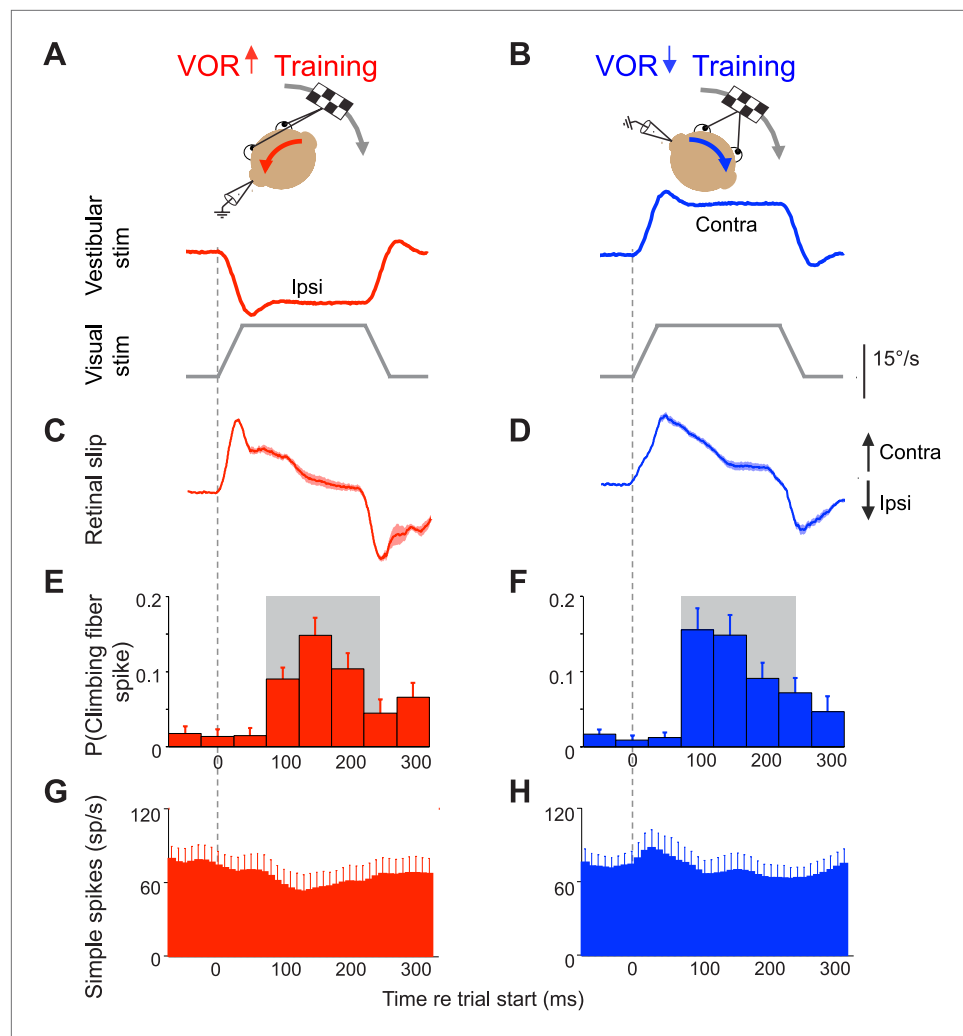 A
VOR↑ Training
B
VOR↓ Training
Vestibular
stim
Ipsi
Contra
Visual
stim
15°/s
C
Retinal slip
D
Contra
Ipsi
E
P(Climbing fiber
spike)
0.2
0.1
0
0
100
200
300
F
0.2
0.1
0
0
100
200
300
G
Simple spikes (sp/s)
120
60
0
0
100
200
300
H
120
60
0
0
100
200
300
Time re trial start (ms)